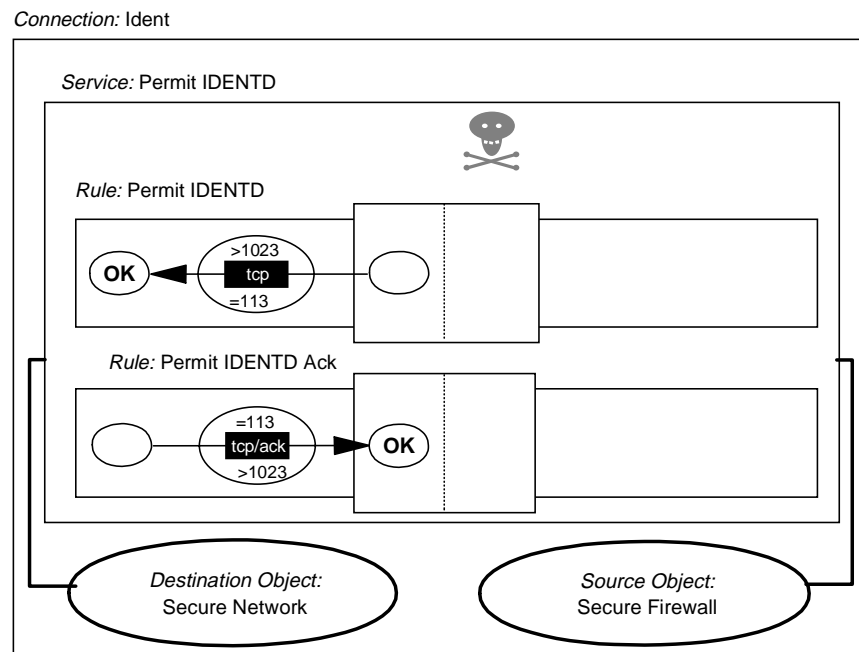 Connection: Ident
Service: Permit IDENTD
Rule: Permit IDENTD
>1023
OK
tcp
=113
Rule: Permit IDENTD Ack
=113
tcp/ack
OK
>1023
Destination Object:
Secure Network
Source Object:
Secure Firewall